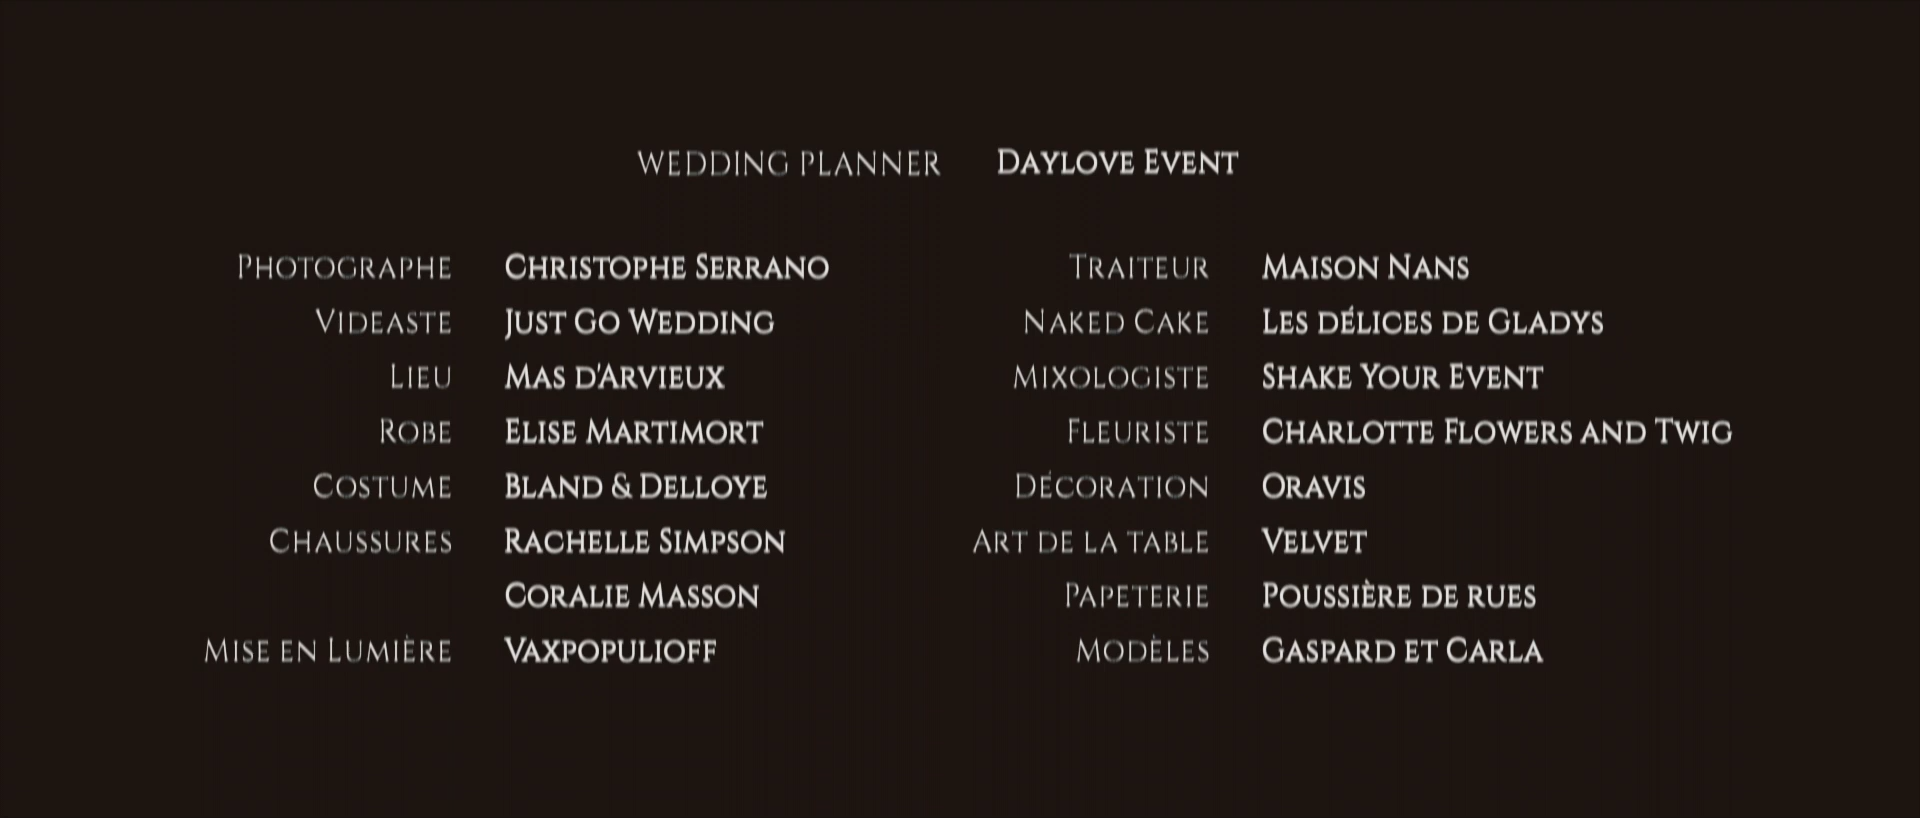 WEDDING PLANNER DAYLOVE EVENT
PHOTOGRAPHE CHRISTOPHE SERRANO
VIDEASTE JUST GO WEDDING
LIEU MAS D'ARVIEUX
ROBE ELISE MARTIMORT
COSTUME BLAND & DELLOYE
CHAUSSURES RACHELLE SIMPSON
CORALIE MASSON
MISE EN LUMIÈRE VAXPOPULIOFF
TRAITEUR MAISON NANS
NAKED CAKE LES DÉLICES DE GLADYS
MIXOLOGISTE SHAKE YOUR EVENT
FLEURISTE CHARLOTTE FLOWERS AND TWIG
DÉCORATION ORAVIS
ART DE LA TABLE VELVET
PAPETERIE POUSSIÈRE DE RUES
MODÈLES GASPARD ET CARLA